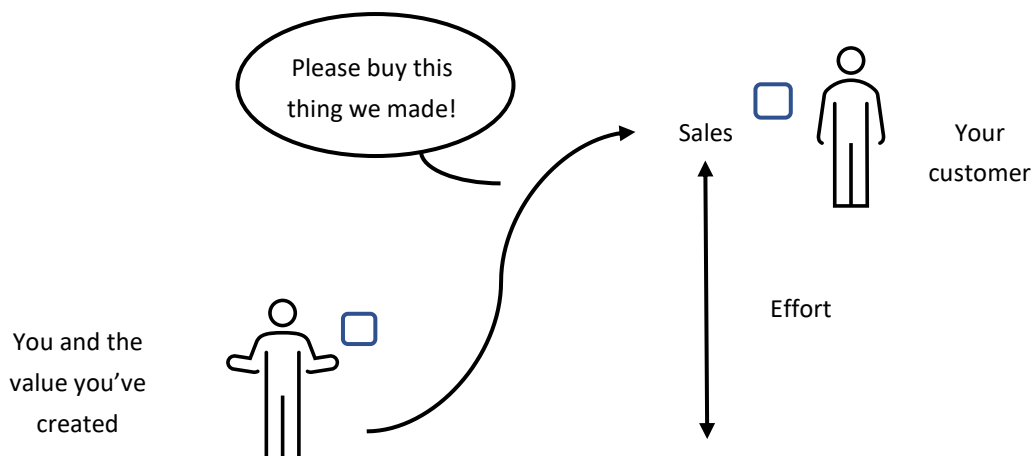 Please buy this
thing we made!
Sales
Your
customer
Effort
You and the
value you’ve
created